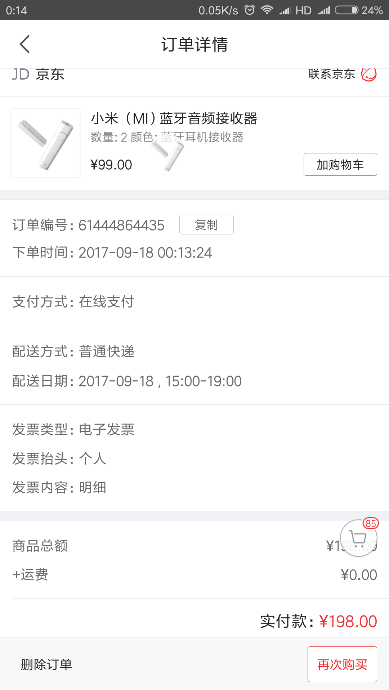 0:14 0.05K/s HD 24%
订单详情
JD 京东 联系京东
小米（MI）蓝牙音频接收器
数量: 2 颜色: 蓝牙耳机接收器
¥99.00 加购物车
订单编号: 61444864435 复制
下单时间: 2017-09-18 00:13:24
支付方式: 在线支付
配送方式: 普通快递
配送日期: 2017-09-18 , 15:00-19:00
发票类型: 电子发票
发票抬头: 个人
发票内容: 明细
85
商品总额
+运费 ¥0.00
实付款: ¥198.00
删除订单 再次购买